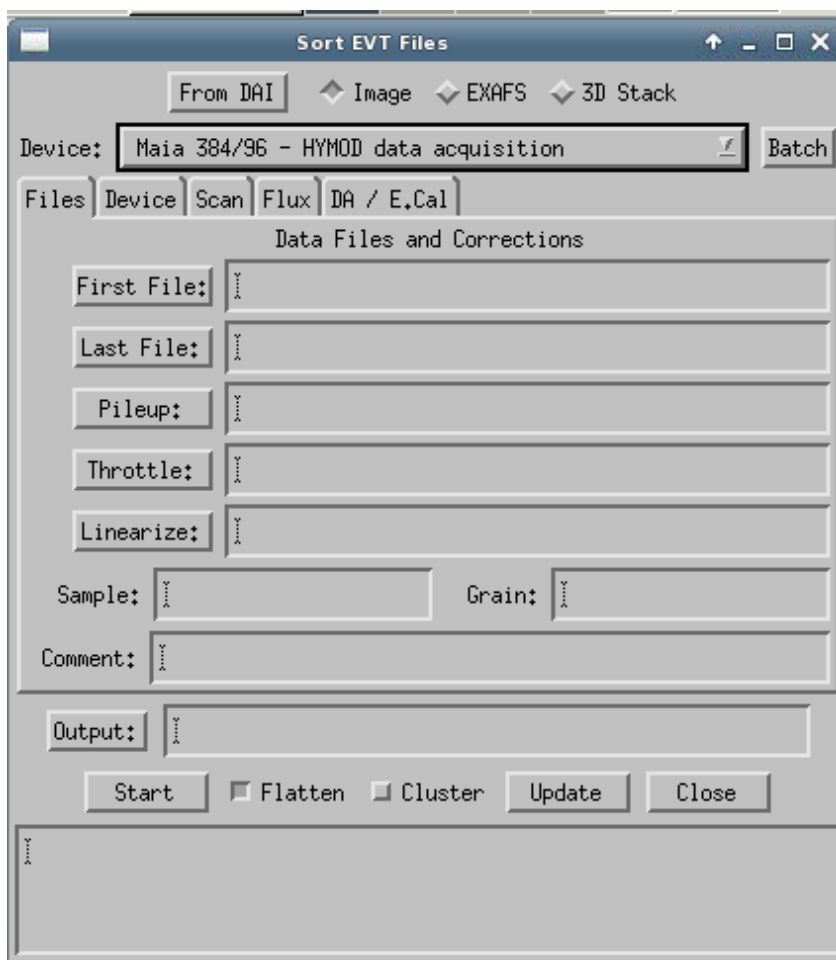 Sort EVT Files
From DAI Image EXAFS 3D Stack
Device: Maia 384/96 - HYMOD data acquisition Batch
Files Device Scan Flux DA / E.Cal
Data Files and Corrections
First File:
Last File:
Pileup:
Throttle:
Linearize:
Sample: Grain:
Comment:
Output:
Start Flatten Cluster Update Close